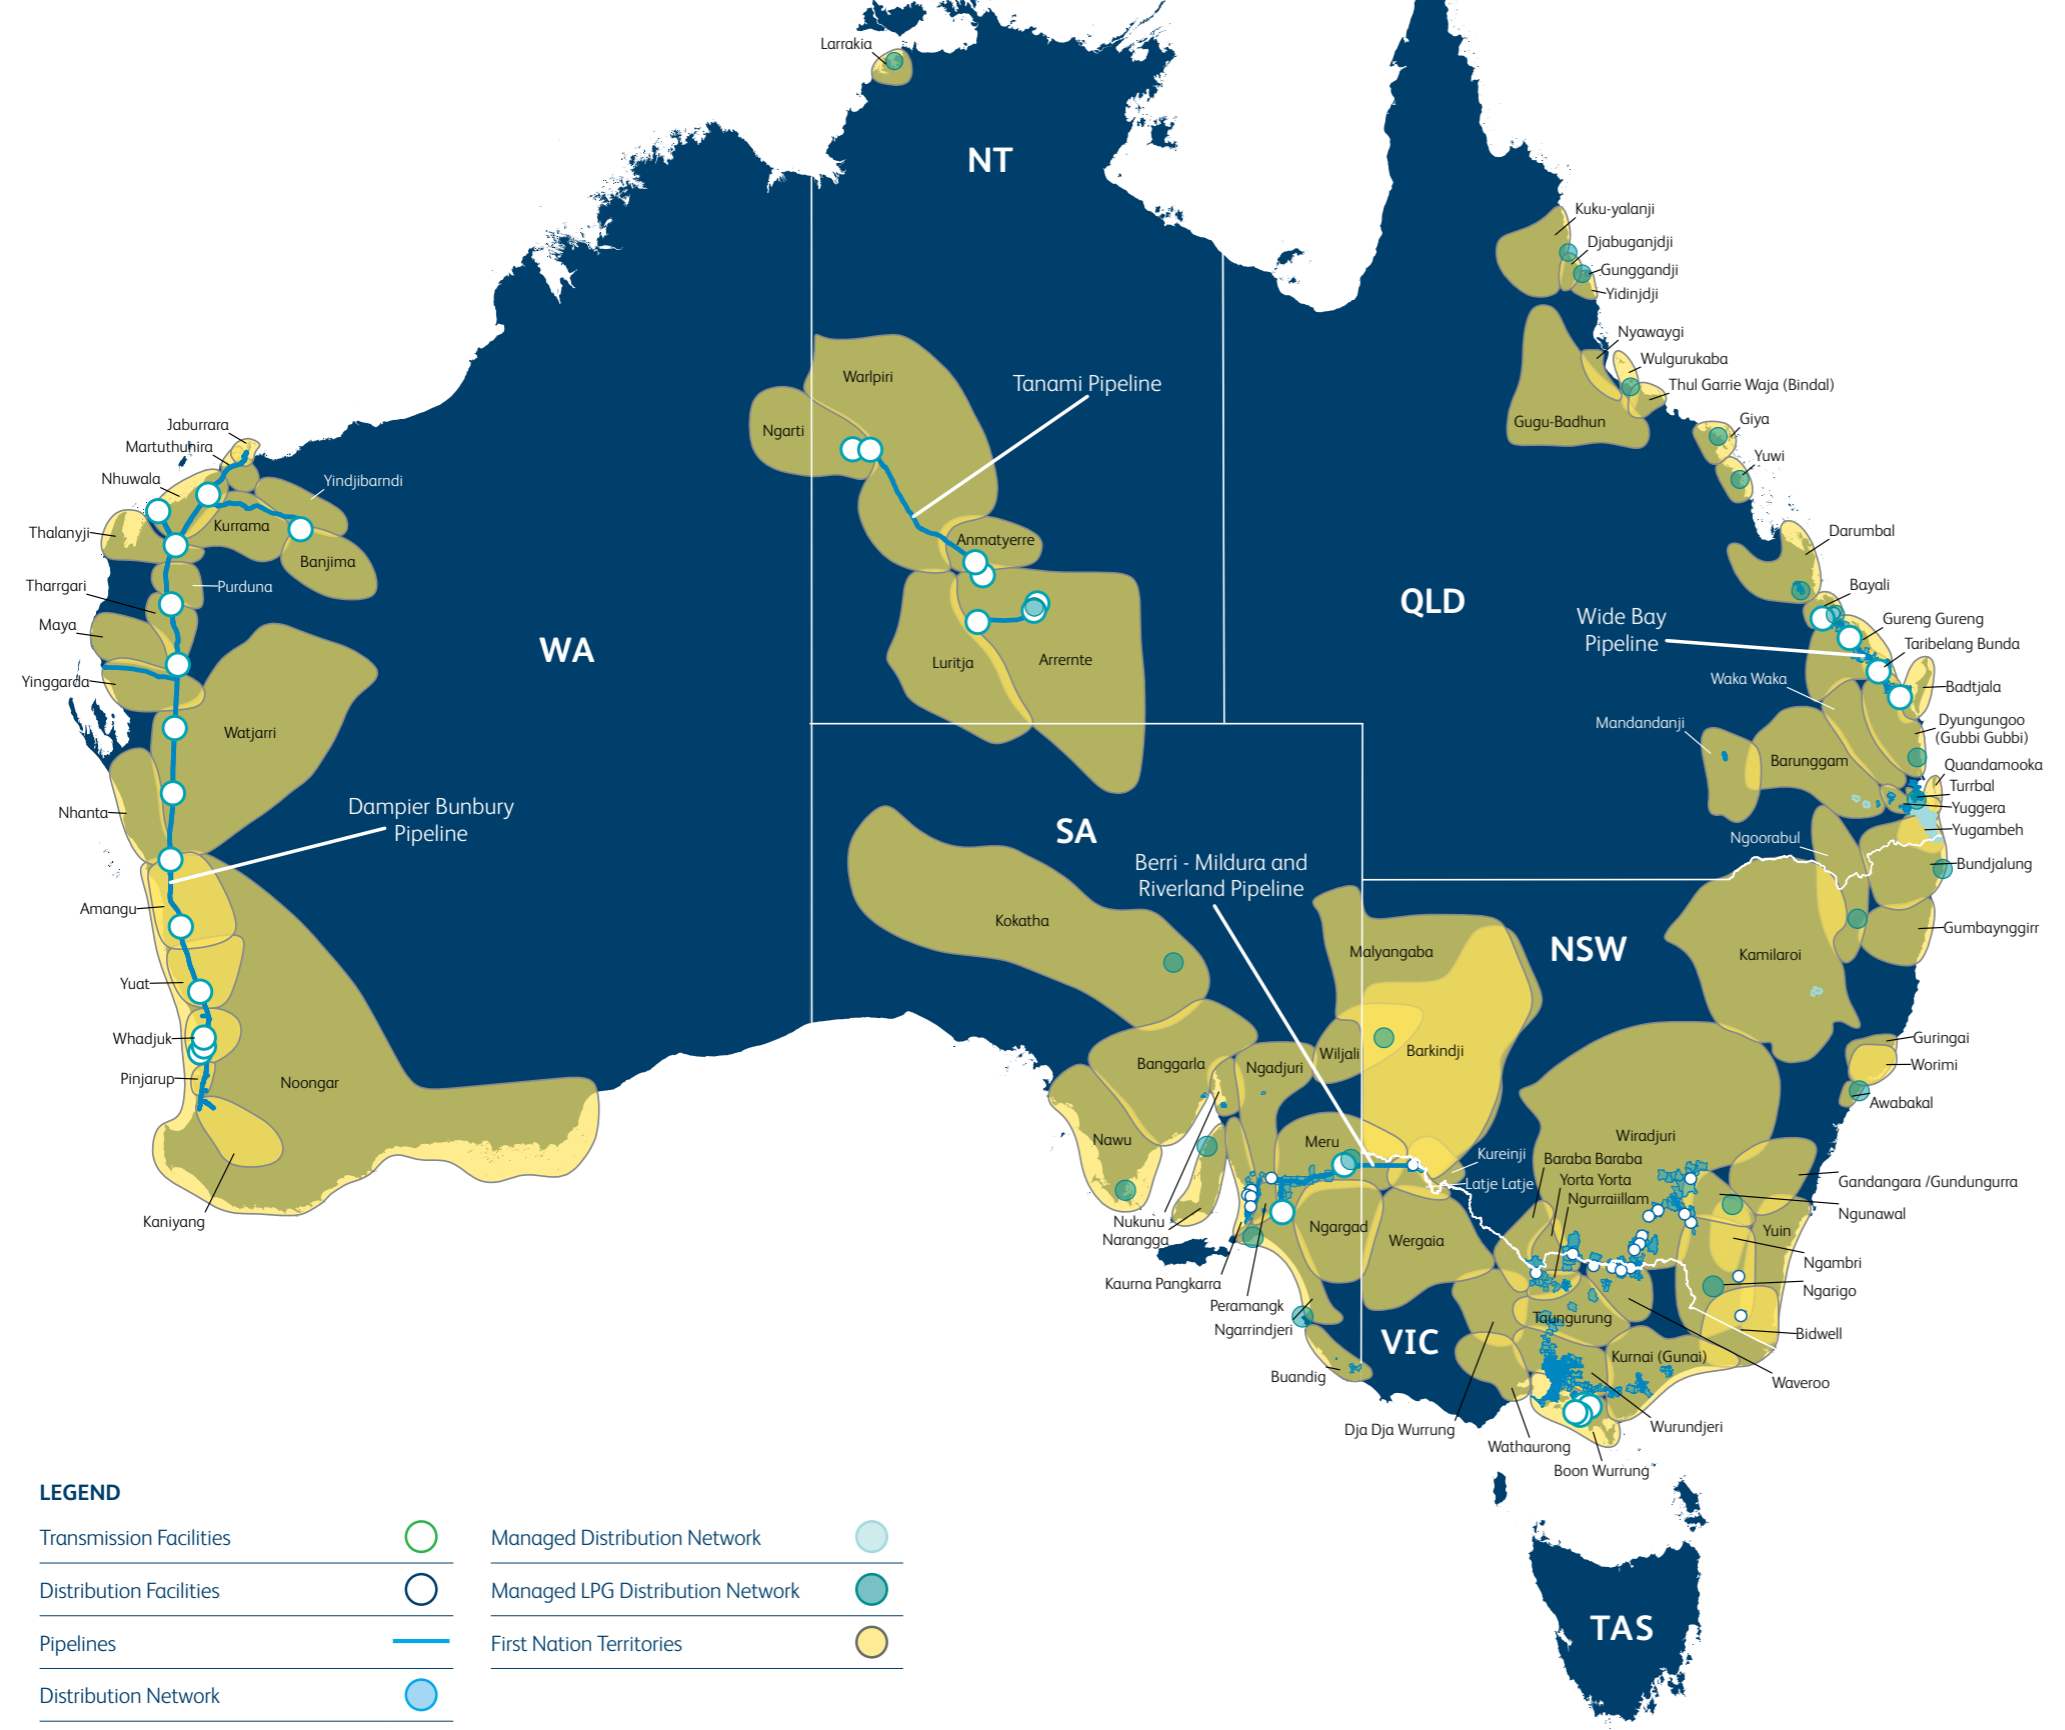 Larrakia
NT
Kuku-yalanji
Djabuganjdji
Gunggandji
Yidinjdji
Nyawaygi
Wulgurukaba
Thul Garrie Waja (Bindal)
Gugu-Badhun
Giya
Yuwi
Warlpiri
Tanami Pipeline
Ngarti
Anmatyerre
Luritja
Arrernte
Jaburrara
Martuthunira
Nhuwala
Yindjibarndi
Kurrama
Thalanyji
Banjima
Tharrgari
Purduna
Maya
Yinggarda
Watjarri
WA
Nhanta
Dampier Bunbury
Pipeline
Amangu
Yuat
Whadjuk
Pinjarup
Noongar
Kaniyang
QLD
Darumbal
Bayali
Wide Bay
Pipeline
Gureng Gureng
Taribelang Bunda
Waka Waka
Badtjala
Mandandanji
Dyungungoo
(Gubbi Gubbi)
Barunggam
Quandamooka
Turrbal
Yuggera
Yugambeh
Ngoorabul
Bundjalung
Gumbaynggirr
SA
Berri - Mildura and
Riverland Pipeline
Kokatha
Malyangaba
NSW
Kamilaroi
Banggarla
Ngadjuri
Wiljali
Barkindji
Guringai
Worimi
Awabakal
Nawu
Meru
Wiradjuri
Kureinji
Latje Latje
Baraba Baraba
Yorta Yorta
Ngurraiillam
Gandangara /Gundungurra
Ngunawal
Nukunu
Narangga
Ngargad
Wergaia
Yuin
Ngambri
Kaurna Pangkarra
Peramangk
Ngarrindjeri
Ngarigo
Taungurung
VIC
Bidwell
Kurnai (Gunai)
Buandig
Waveroo
Dja Dja Wurrung
Wathaurong
Wurundjeri
Boon Wurrung
TAS
LEGEND
Transmission Facilities
Distribution Facilities
Pipelines
Distribution Network
Managed Distribution Network
Managed LPG Distribution Network
First Nation Territories